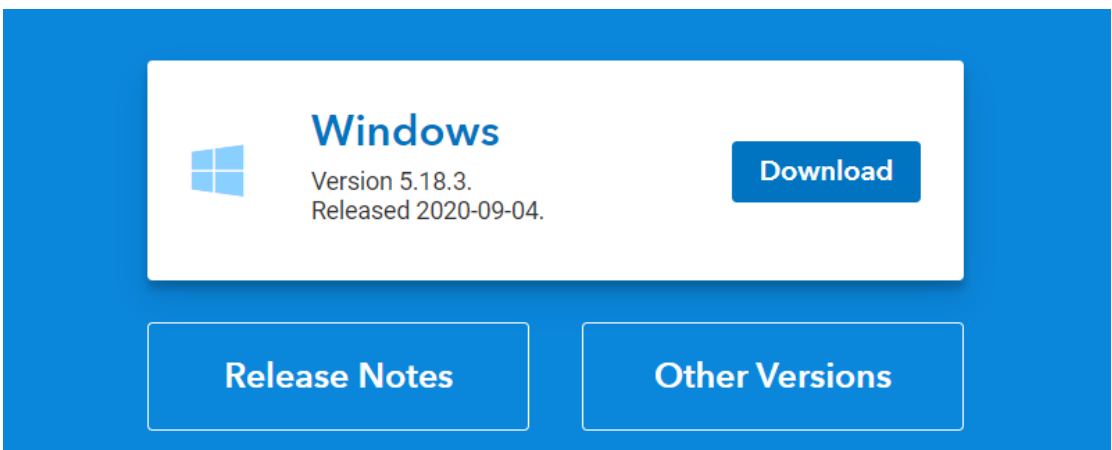 Windows
Version 5.18.3.
Released 2020-09-04.
Download
Release Notes
Other Versions